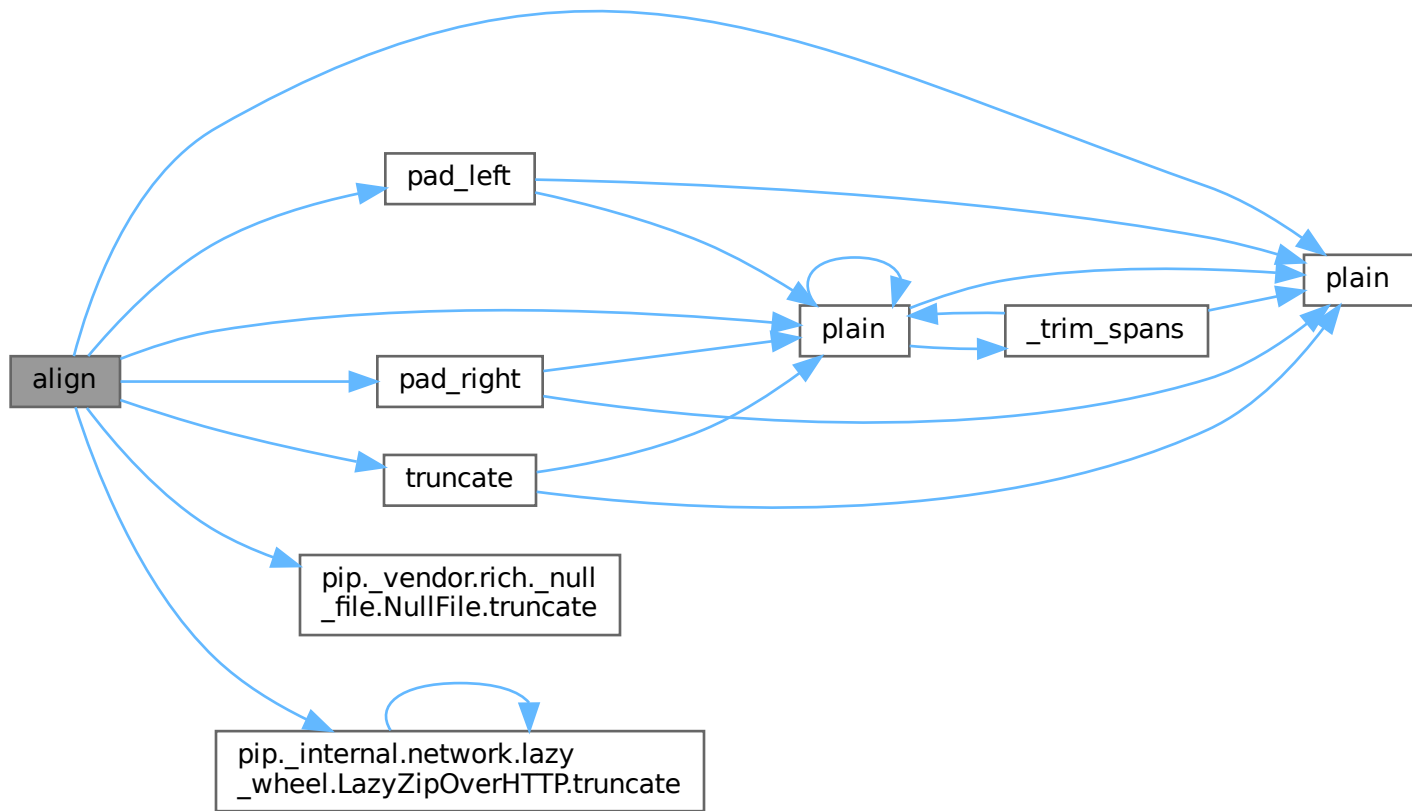 align
pad_left
pad_right
truncate
pip._vendor.rich._null
_file.NullFile.truncate
pip._internal.network.lazy
_wheel.LazyZipOverHTTP.truncate
plain
_trim_spans
plain